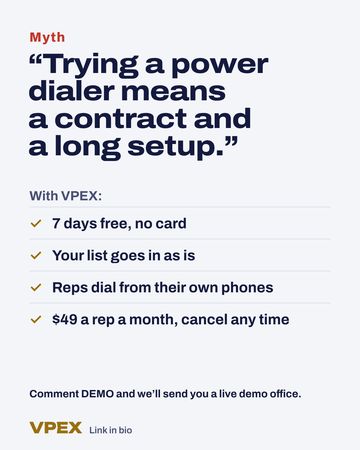 Myth
“Trying a power
dialer means
a contract and
a long setup.”
With VPEX:
7 days free, no card
Your list goes in as is
Reps dial from their own phones
$49 a rep a month, cancel any time
Comment DEMO and we’ll send you a live demo office.
VPEX Link in bio